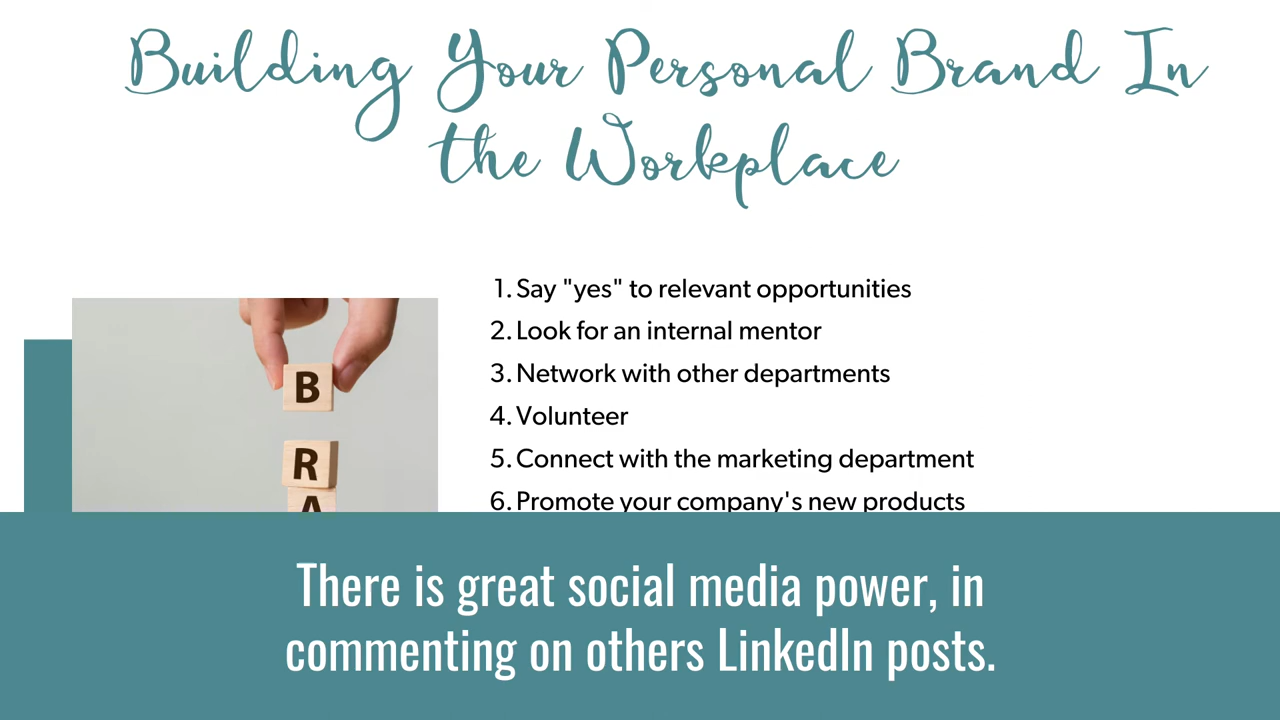 Building Your Personal Brand In
the Workplace
1. Say "yes" to relevant opportunities
2. Look for an internal mentor
3. Network with other departments
4. Volunteer
5. Connect with the marketing department
6. Promote your company's new products
B
R
A
There is great social media power, in
commenting on others LinkedIn posts.